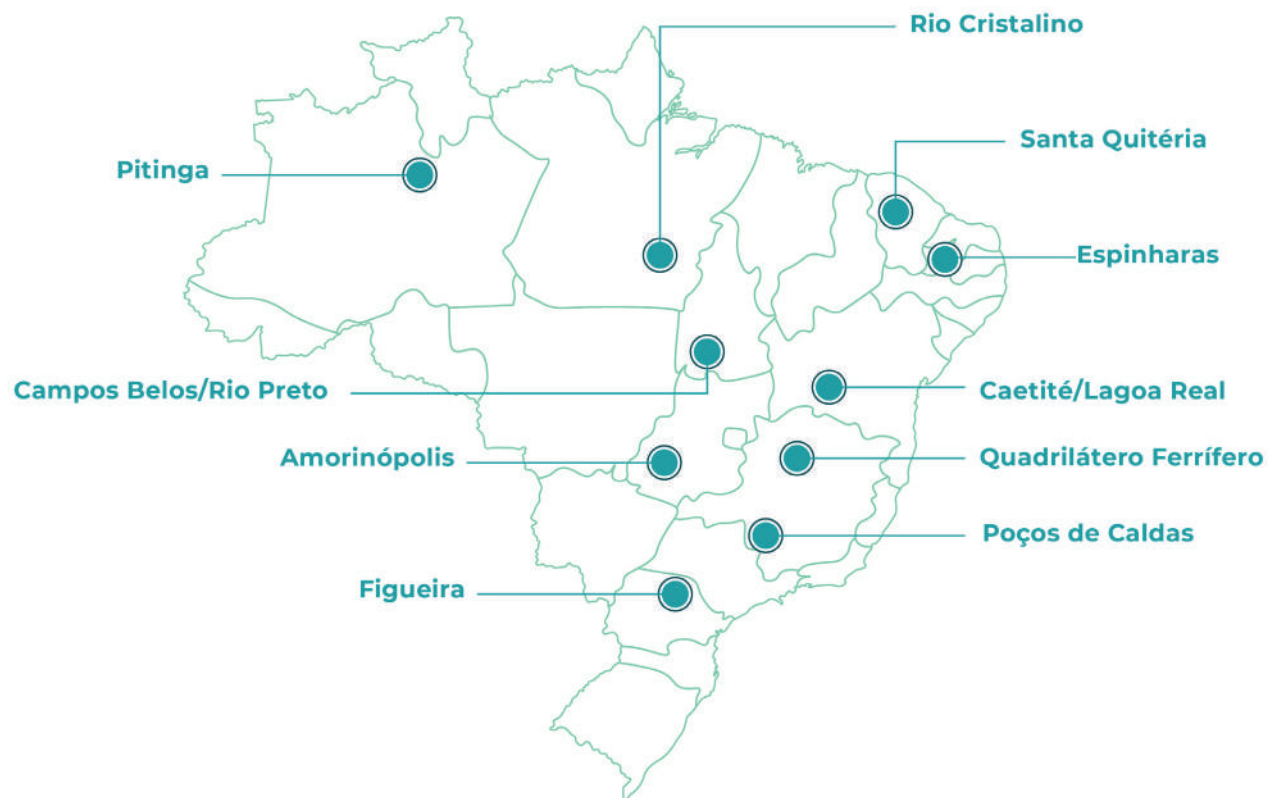 Rio Cristalino
Santa Quitéria
Pitinga
Espinharas
Campos Belos/Rio Preto
Caetité/Lagoa Real
Amorinópolis
Quadrilátero Ferrífero
Poços de Caldas
Figueira